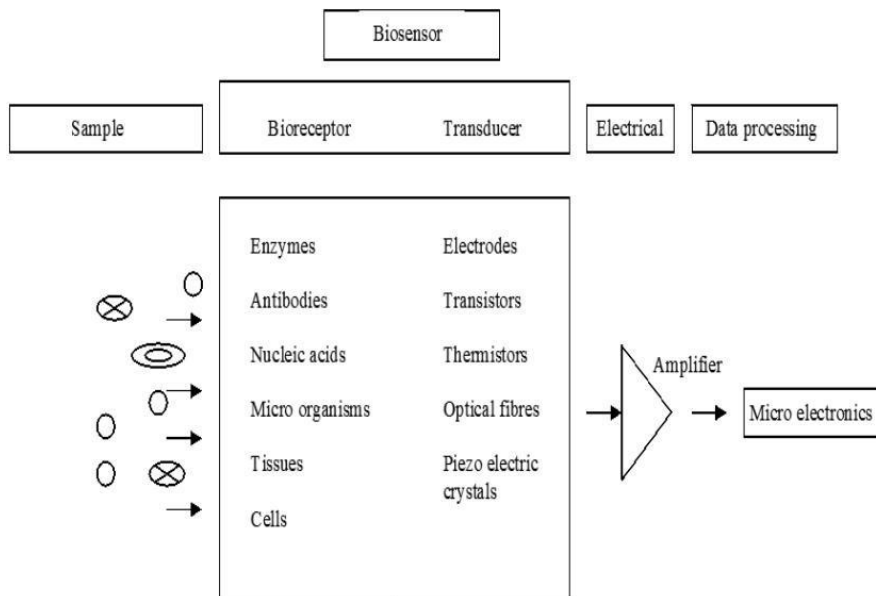 Biosensor
Sample
Bioreceptor
Transducer
Electrical
Data processing
Enzymes
Electrodes
Antibodies
Transistors
Nucleic acids
Thermistors
Micro organisms
Optical fibres
Tissues
Piezo electric
crystals
Cells
Amplifier
Micro electronics